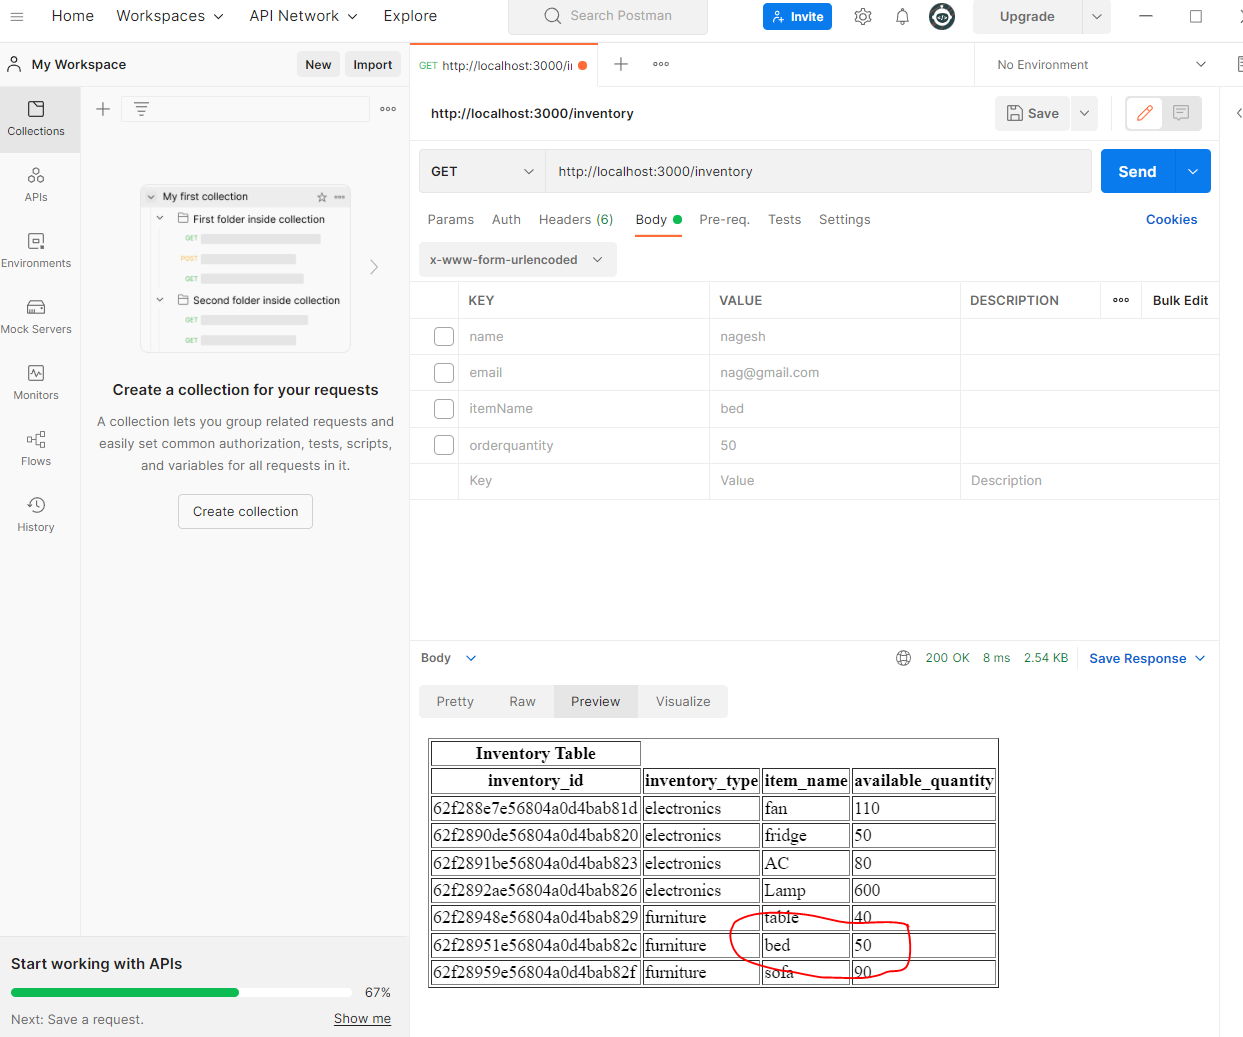 Home Workspaces API Network Explore Search Postman Invite Upgrade
My Workspace New Import
GET http://localhost:3000/in No Environment
Collections
APIs
Environments
Mock Servers
Monitors
Flows
History
My first collection
First folder inside collection
GET
POST
GET
Second folder inside collection
GET
GET
Create a collection for your requests
A collection lets you group related requests and
easily set common authorization, tests, scripts,
and variables for all requests in it.
Create collection
Start working with APIs
67%
Next: Save a request. Show me
http://localhost:3000/inventory Save
GET http://localhost:3000/inventory Send
Params Auth Headers (6) Body Pre-req. Tests Settings Cookies
x-www-form-urlencoded
KEY VALUE DESCRIPTION Bulk Edit
name nagesh
email nag@gmail.com
itemName bed
orderquantity 50
Key Value Description
Body 200 OK 8 ms 2.54 KB Save Response
Pretty Raw Preview Visualize
Inventory Table
inventory_id inventory_type item_name available_quantity
62f288e7e56804a0d4bab81d electronics fan 110
62f2890de56804a0d4bab820 electronics fridge 50
62f2891be56804a0d4bab823 electronics AC 80
62f2892ae56804a0d4bab826 electronics Lamp 600
62f28948e56804a0d4bab829 furniture table 40
62f28951e56804a0d4bab82c furniture bed 50
62f28959e56804a0d4bab82f furniture sofa 90